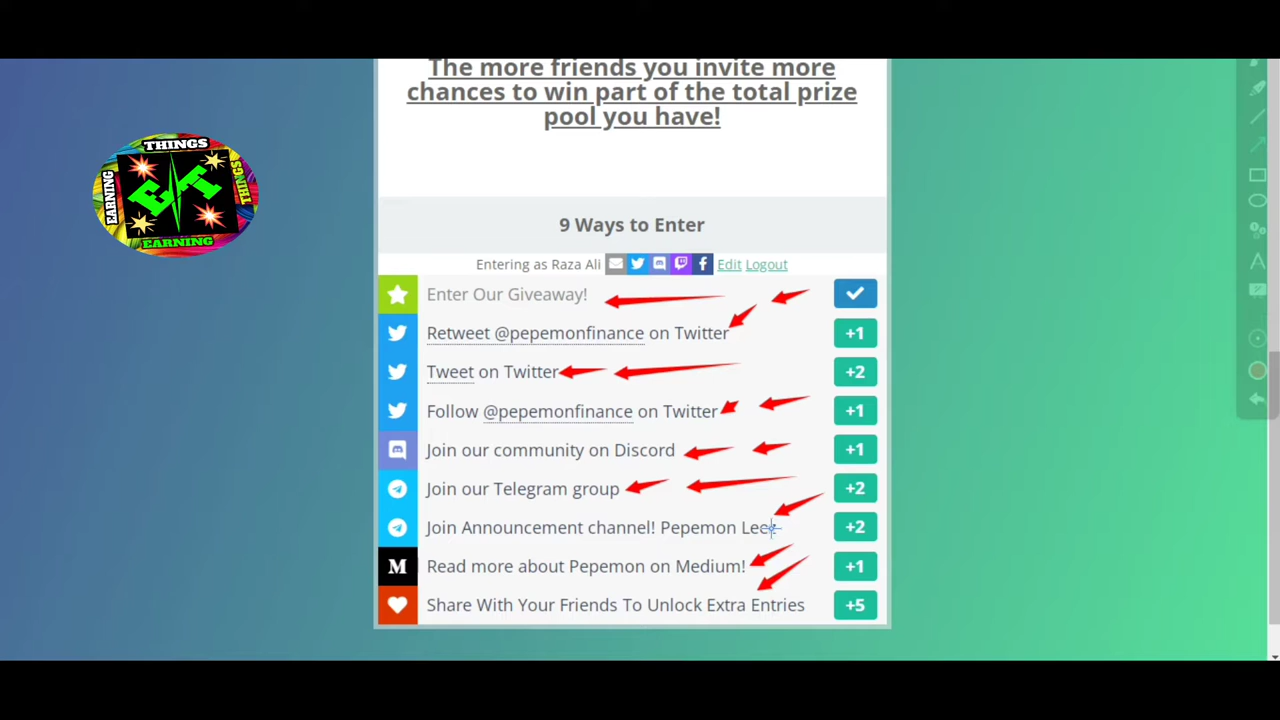 The more friends you invite more
chances to win part of the total prize
pool you have!
THINGS
EARNING
THINGS
ET
EARNING
9 Ways to Enter
Entering as Raza Ali Edit Logout
Enter Our Giveaway!
Retweet @pepemonfinance on Twitter +1
Tweet on Twitter +2
Follow @pepemonfinance on Twitter +1
Join our community on Discord +1
Join our Telegram group +2
Join Announcement channel! Pepemon +2
M Read more about Pepemon on Medium! +1
Share With Your Friends To Unlock Extra Entries +5